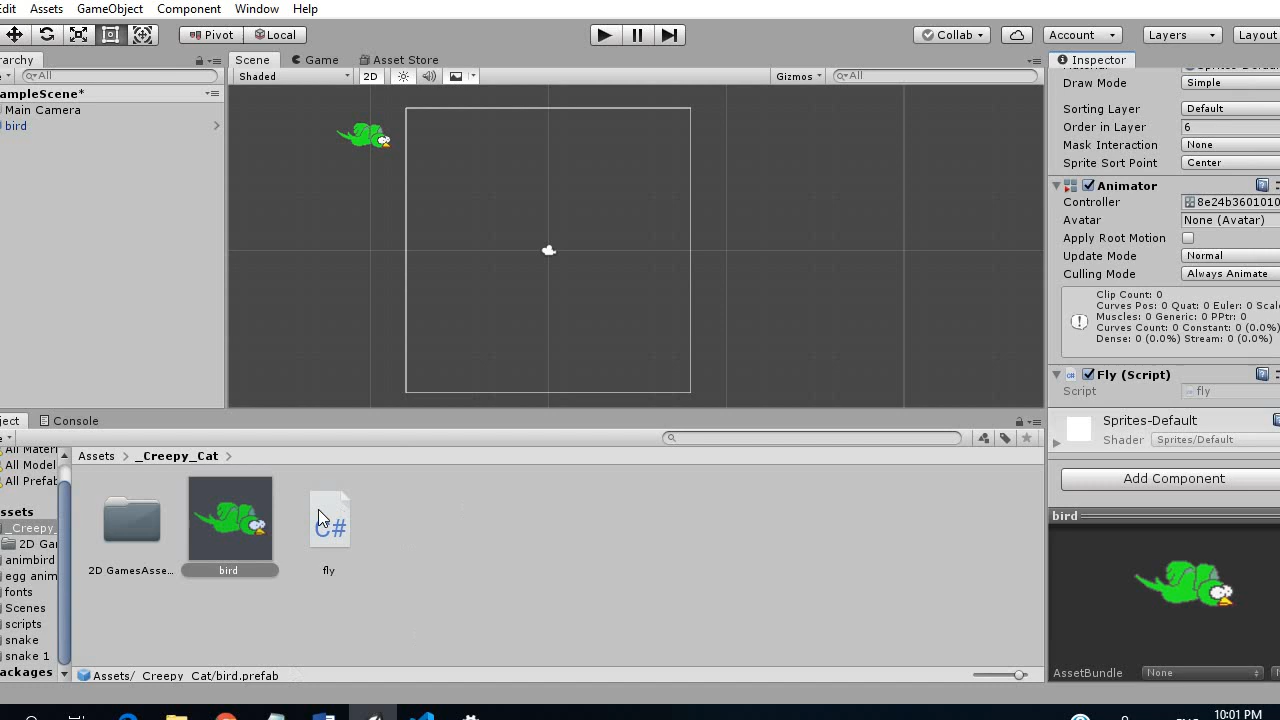 Edit Assets GameObject Component Window Help
Pivot Local Collab Account Layers Layout
rarchy Scene Game Asset Store Inspector
All Shaded 2D Gizmos All
ampleScene*
Main Camera
bird
Draw Mode Simple
Sorting Layer Default
Order in Layer 6
Mask Interaction None
Sprite Sort Point Center
Animator
Controller 8e24b3601010
Avatar None (Avatar)
Apply Root Motion
Update Mode Normal
Culling Mode Always Animate
Clip Count: 0
Curves Pos: 0 Quat: 0 Euler: 0 Scale
Muscles: 0 Generic: 0 PPtr: 0
Curves Count: 0 Constant: 0 (0.0%)
Dense: 0 (0.0%) Stream: 0 (0.0%)
Fly (Script)
Script fly
Sprites-Default
Shader Sprites/Default
Add Component
bird
AssetBundle None
ject Console
All Materi
All Model
All Prefab
ssets
_Creepy_
2D Gar
animbird
egg anim
fonts
Scenes
scripts
snake
snake 1
ackages
Assets _Creepy_Cat
C#
2D GamesAsse... bird fly
Assets/_Creepy_Cat/bird.prefab
10:01 PM